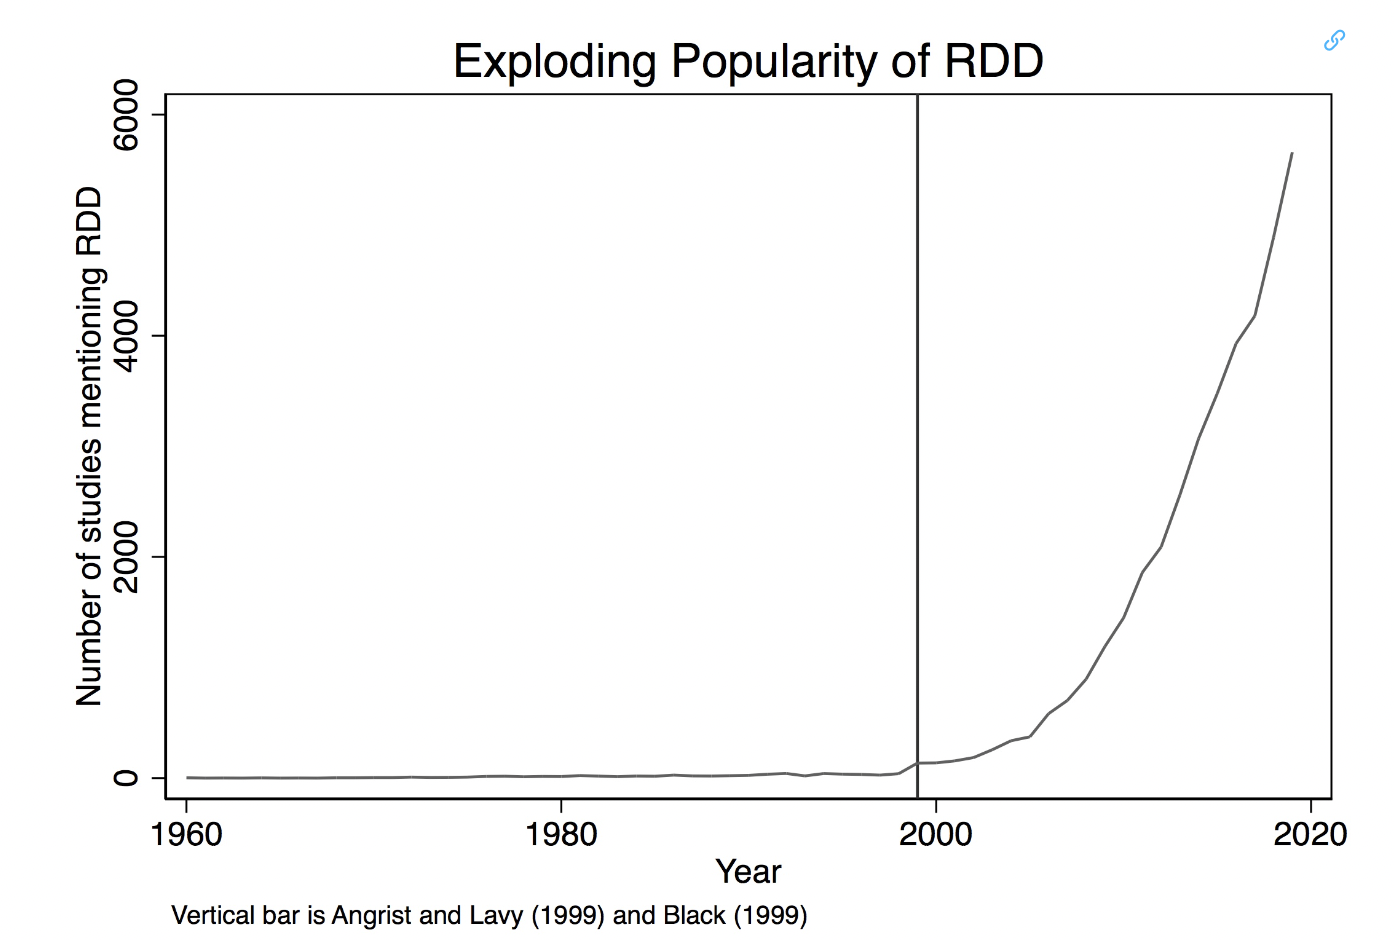 Exploding Popularity of RDD
Number of studies mentioning RDD
6000
4000
2000
0
1960
1980
2000
2020
Year
Vertical bar is Angrist and Lavy (1999) and Black (1999)